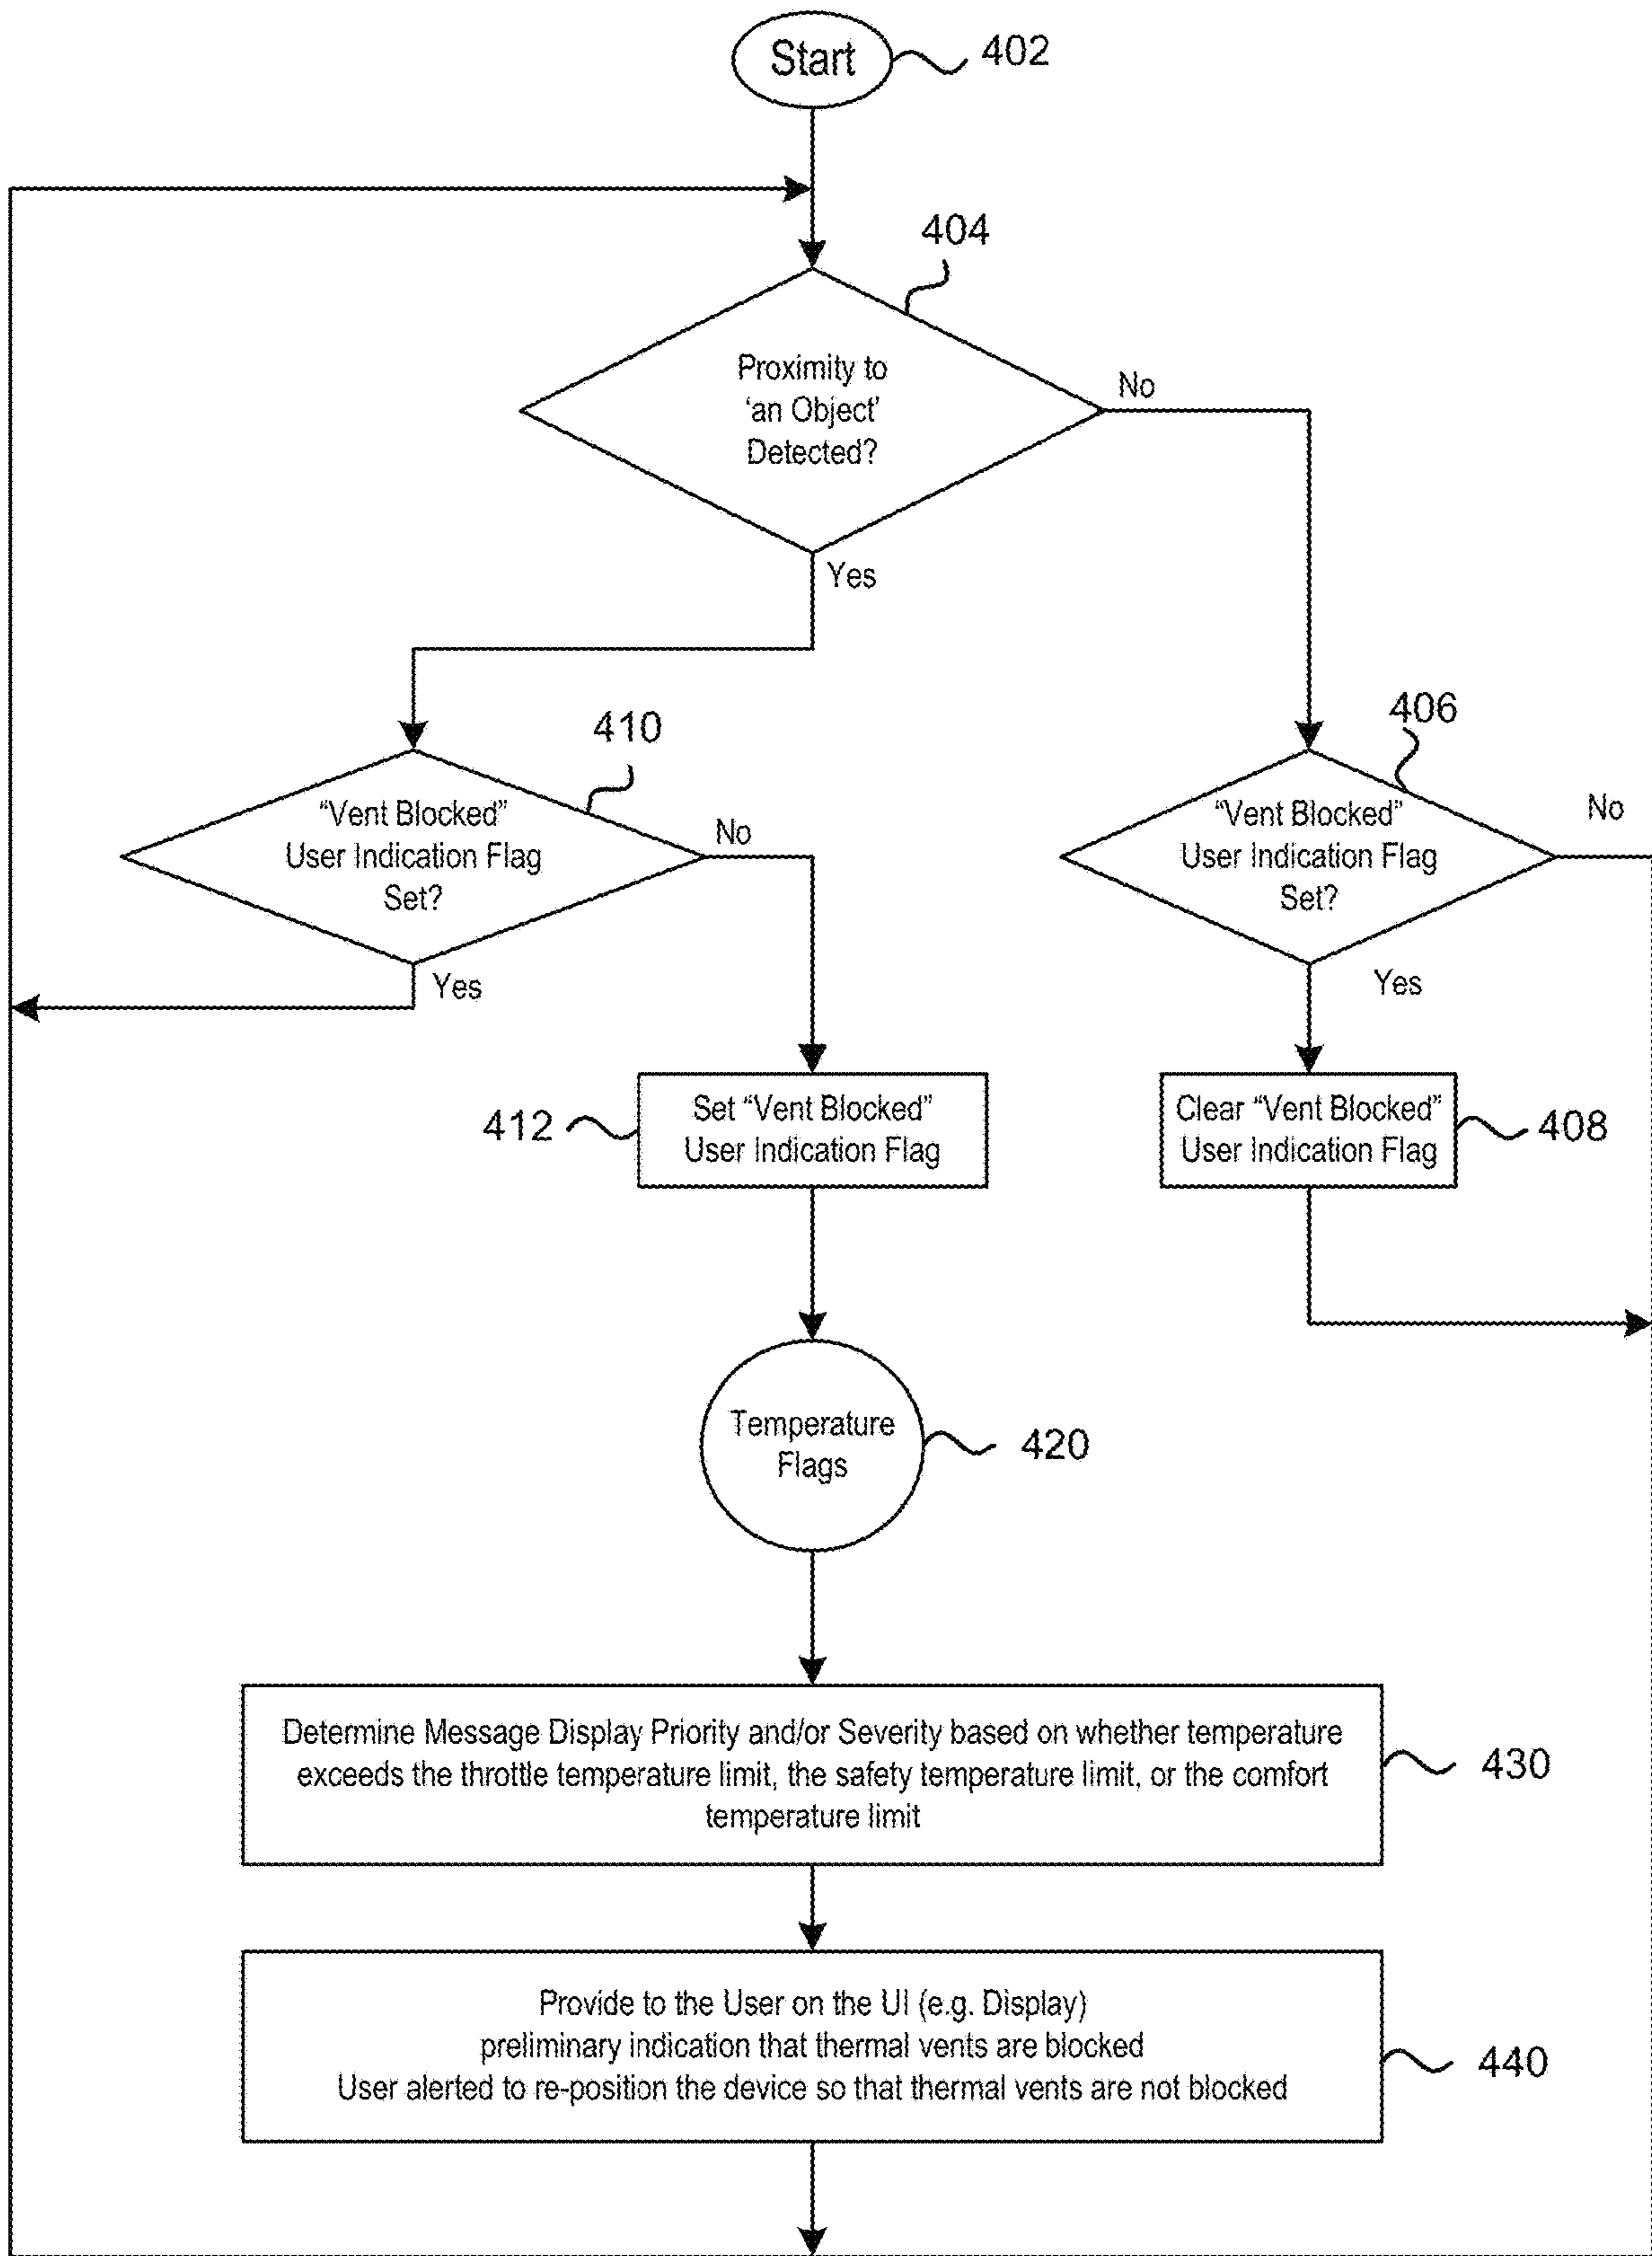 Start
402
404
Proximity to
‘an Object’
Detected?
No
Yes
410
“Vent Blocked”
User Indication Flag
Set?
No
Yes
406
“Vent Blocked”
User Indication Flag
Set?
No
Yes
412
Set “Vent Blocked”
User Indication Flag
Clear “Vent Blocked”
User Indication Flag
408
Temperature
Flags
420
Determine Message Display Priority and/or Severity based on whether temperature
exceeds the throttle temperature limit, the safety temperature limit, or the comfort
temperature limit
430
Provide to the User on the UI (e.g. Display)
preliminary indication that thermal vents are blocked
User alerted to re-position the device so that thermal vents are not blocked
440